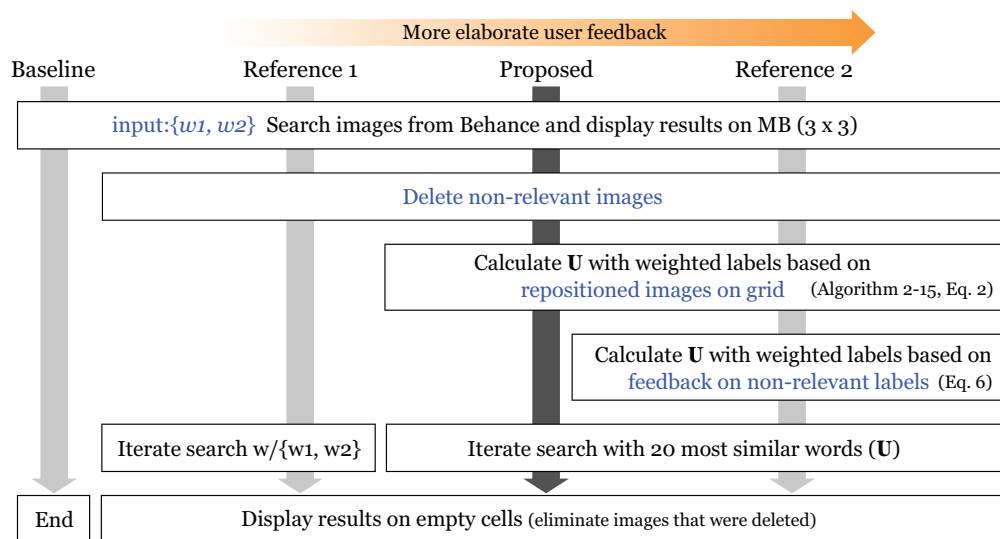 More elaborate user feedback
Baseline
Reference 1
Proposed
Reference 2
input:{w1, w2} Search images from Behance and display results on MB (3 x 3)
Delete non-relevant images
Calculate U with weighted labels based on
repositioned images on grid (Algorithm 2-15, Eq. 2)
Calculate U with weighted labels based on
feedback on non-relevant labels (Eq. 6)
Iterate search w/{w1, w2}
Iterate search with 20 most similar words (U)
End
Display results on empty cells (eliminate images that were deleted)